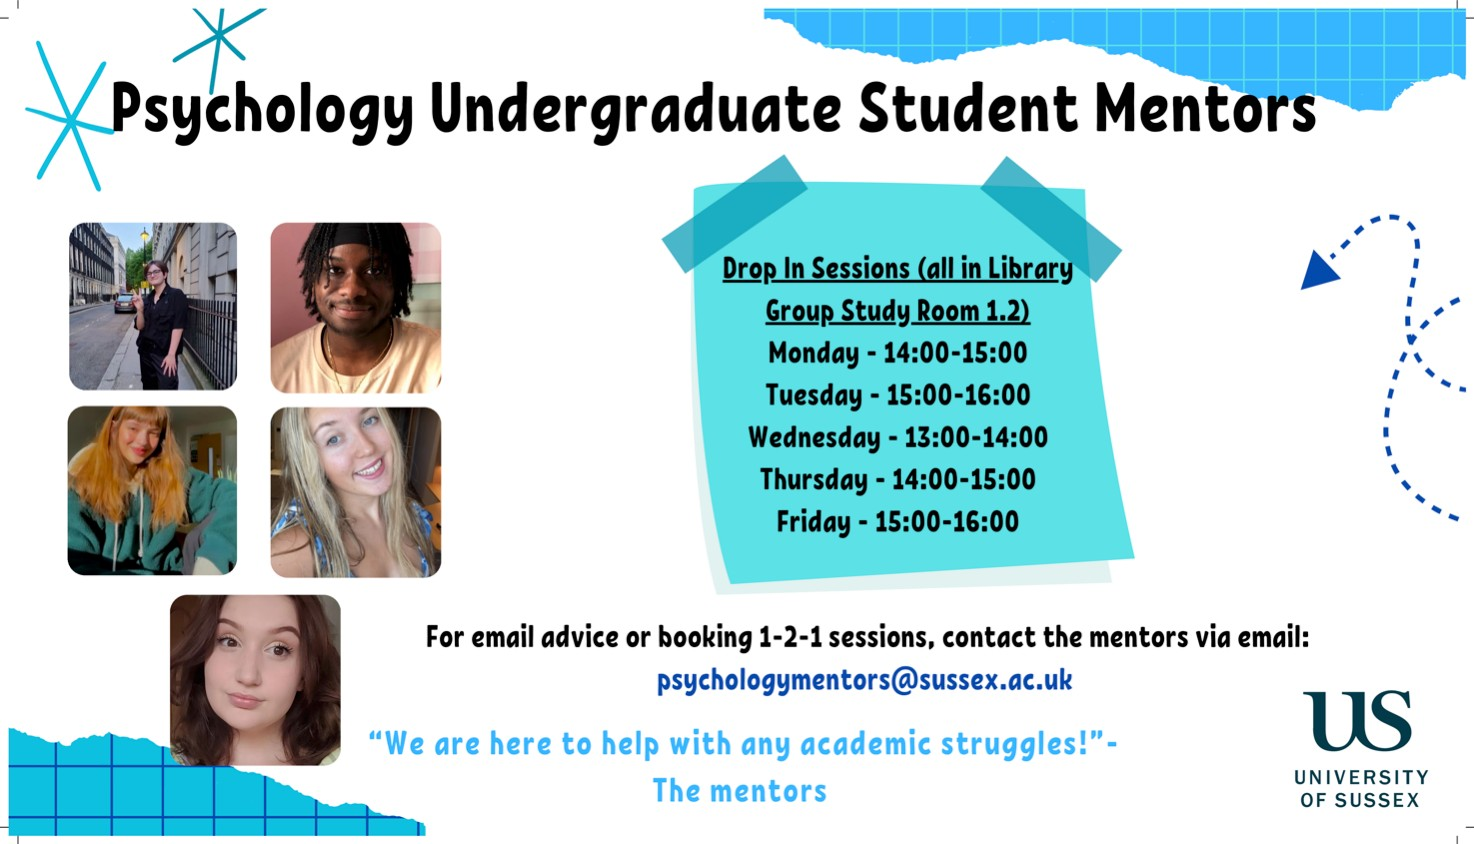 Psychology Undergraduate Student Mentors
Drop In Sessions (all in Library
Group Study Room 1.2)
Monday - 14:00-15:00
Tuesday - 15:00-16:00
Wednesday - 13:00-14:00
Thursday - 14:00-15:00
Friday - 15:00-16:00
For email advice or booking 1-2-1 sessions, contact the mentors via email:
psychologymentors@sussex.ac.uk
“We are here to help with any academic struggles!”-
The mentors
US
UNIVERSITY
OF SUSSEX